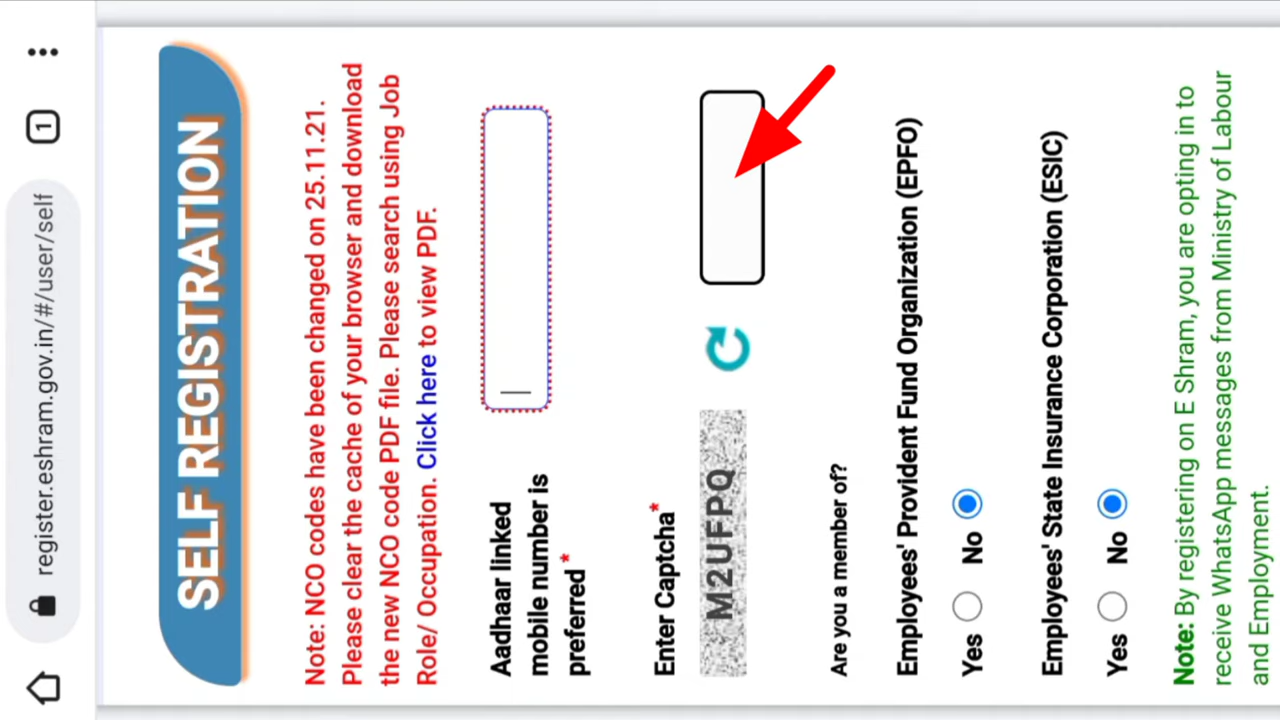 1
register.eshram.gov.in/#/user/self
SELF REGISTRATION
Note: NCO codes have been changed on 25.11.21.
Please clear the cache of your browser and download
the new NCO code PDF file. Please search using Job
Role/ Occupation. Click here to view PDF.
Aadhaar linked
mobile number is
preferred *
Enter Captcha*
M2UFPQ
Are you a member of?
Employees' Provident Fund Organization (EPFO)
Yes No
Employees' State Insurance Corporation (ESIC)
Yes No
Note: By registering on E Shram, you are opting in to
receive WhatsApp messages from Ministry of Labour
and Employment.